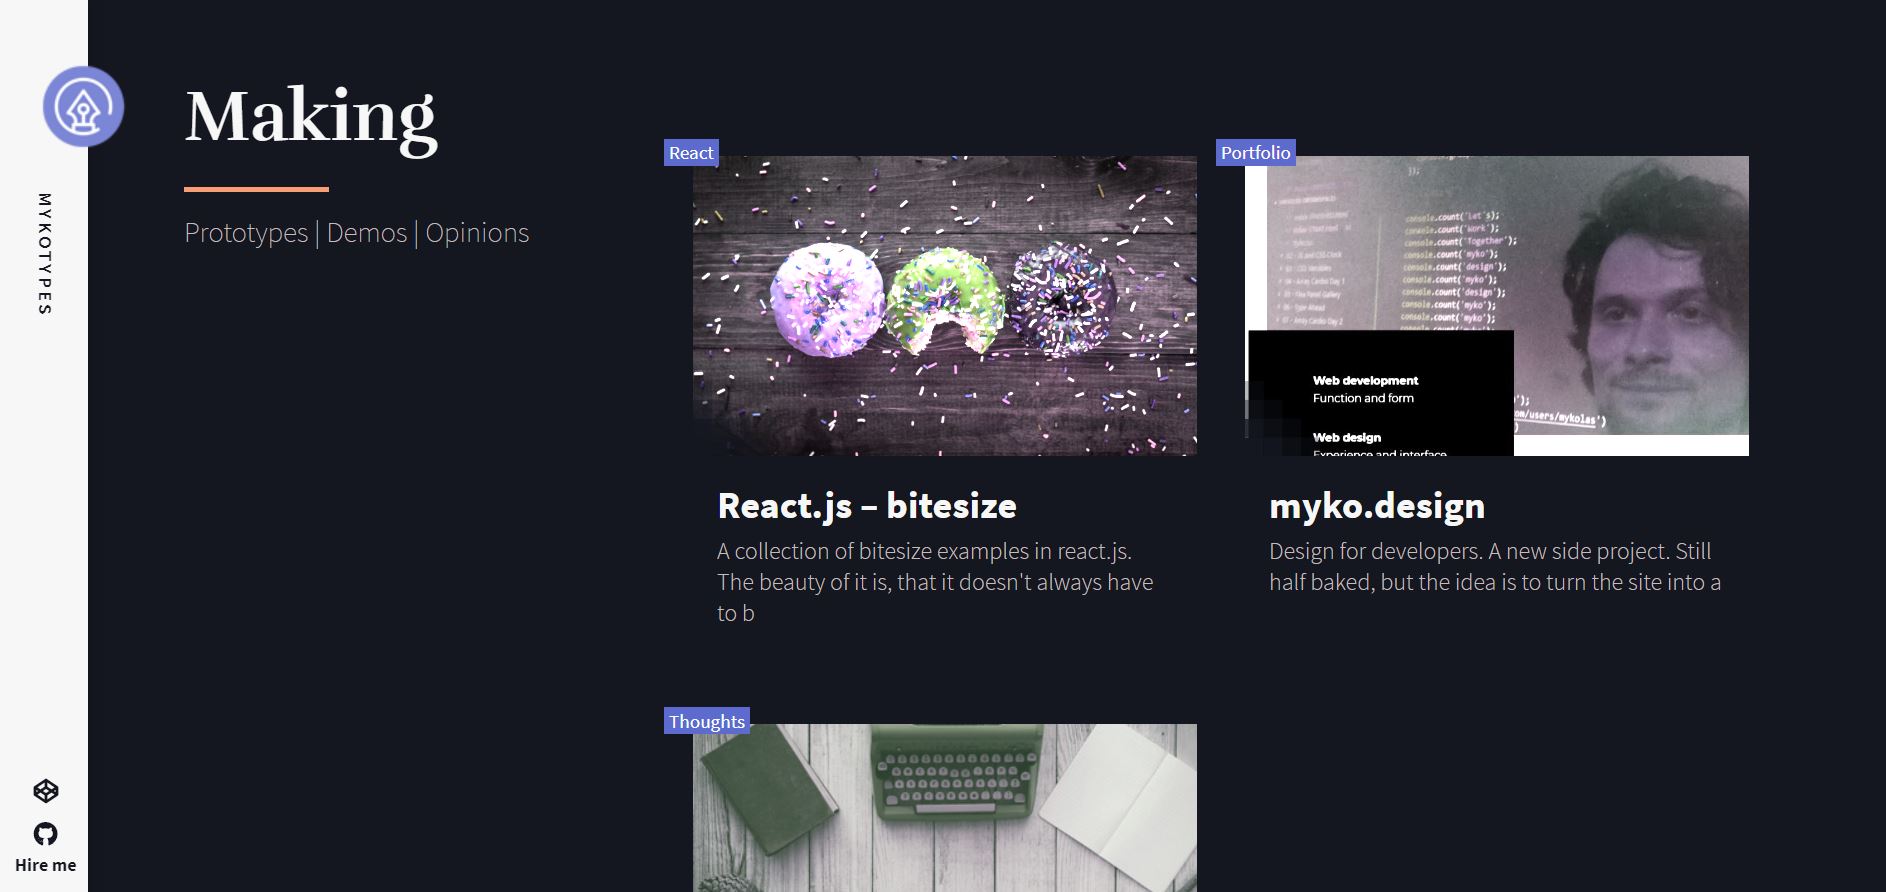 Making
Prototypes | Demos | Opinions
MYKOTYPES
Hire me
React
React.js – bitesize
A collection of bitesize examples in react.js.
The beauty of it is, that it doesn't always have
to b
Portfolio
console.count('Let's);
console.count('Work');
console.count('Together');
console.count('myko');
console.count('design');
console.count('myko');
console.count('design');
console.count('design');
console.count('myko');
console.count('myko');
Web development
Function and form
Web design
Experience and interface
om/users/mykolas')
myko.design
Design for developers. A new side project. Still
half baked, but the idea is to turn the site into a
Thoughts